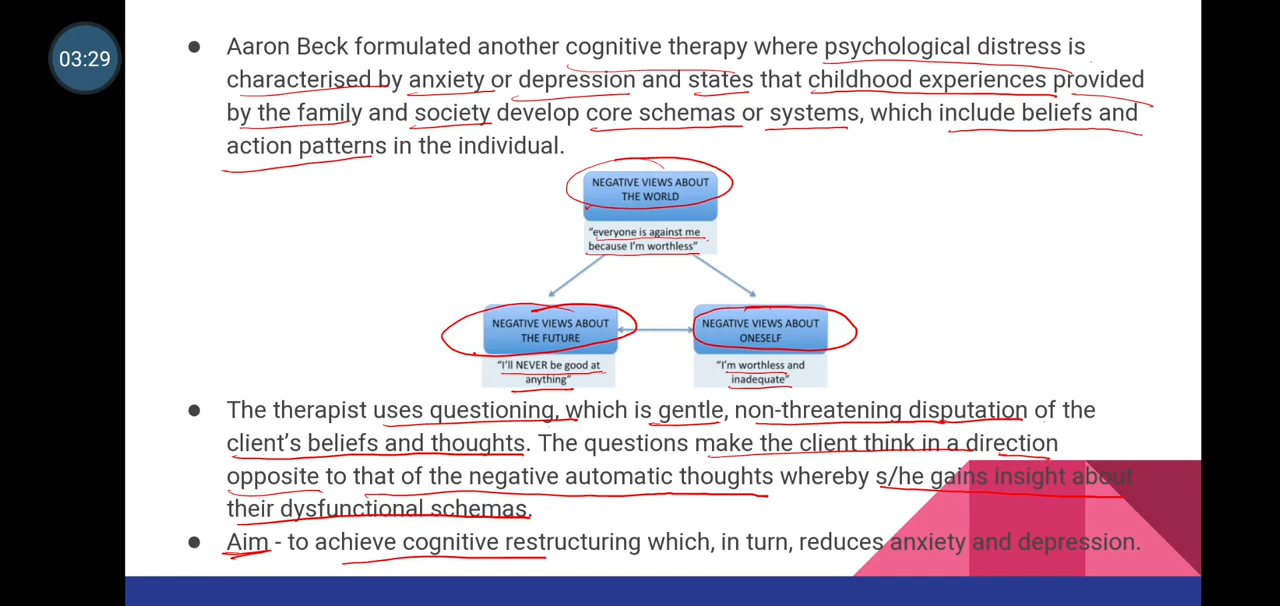 03:29
● Aaron Beck formulated another cognitive therapy where psychological distress is
characterised by anxiety or depression and states that childhood experiences provided
by the family and society develop core schemas or systems, which include beliefs and
action patterns in the individual.
NEGATIVE VIEWS ABOUT
THE WORLD
"everyone is against me
because I'm worthless"
NEGATIVE VIEWS ABOUT
THE FUTURE
"I'll NEVER be good at
anything"
NEGATIVE VIEWS ABOUT
ONESELF
"I'm worthless and
inadequate"
● The therapist uses questioning, which is gentle, non-threatening disputation of the
client's beliefs and thoughts. The questions make the client think in a direction
opposite to that of the negative automatic thoughts whereby s/he gains insight about
their dysfunctional schemas.
● Aim - to achieve cognitive restructuring which, in turn, reduces anxiety and depression.